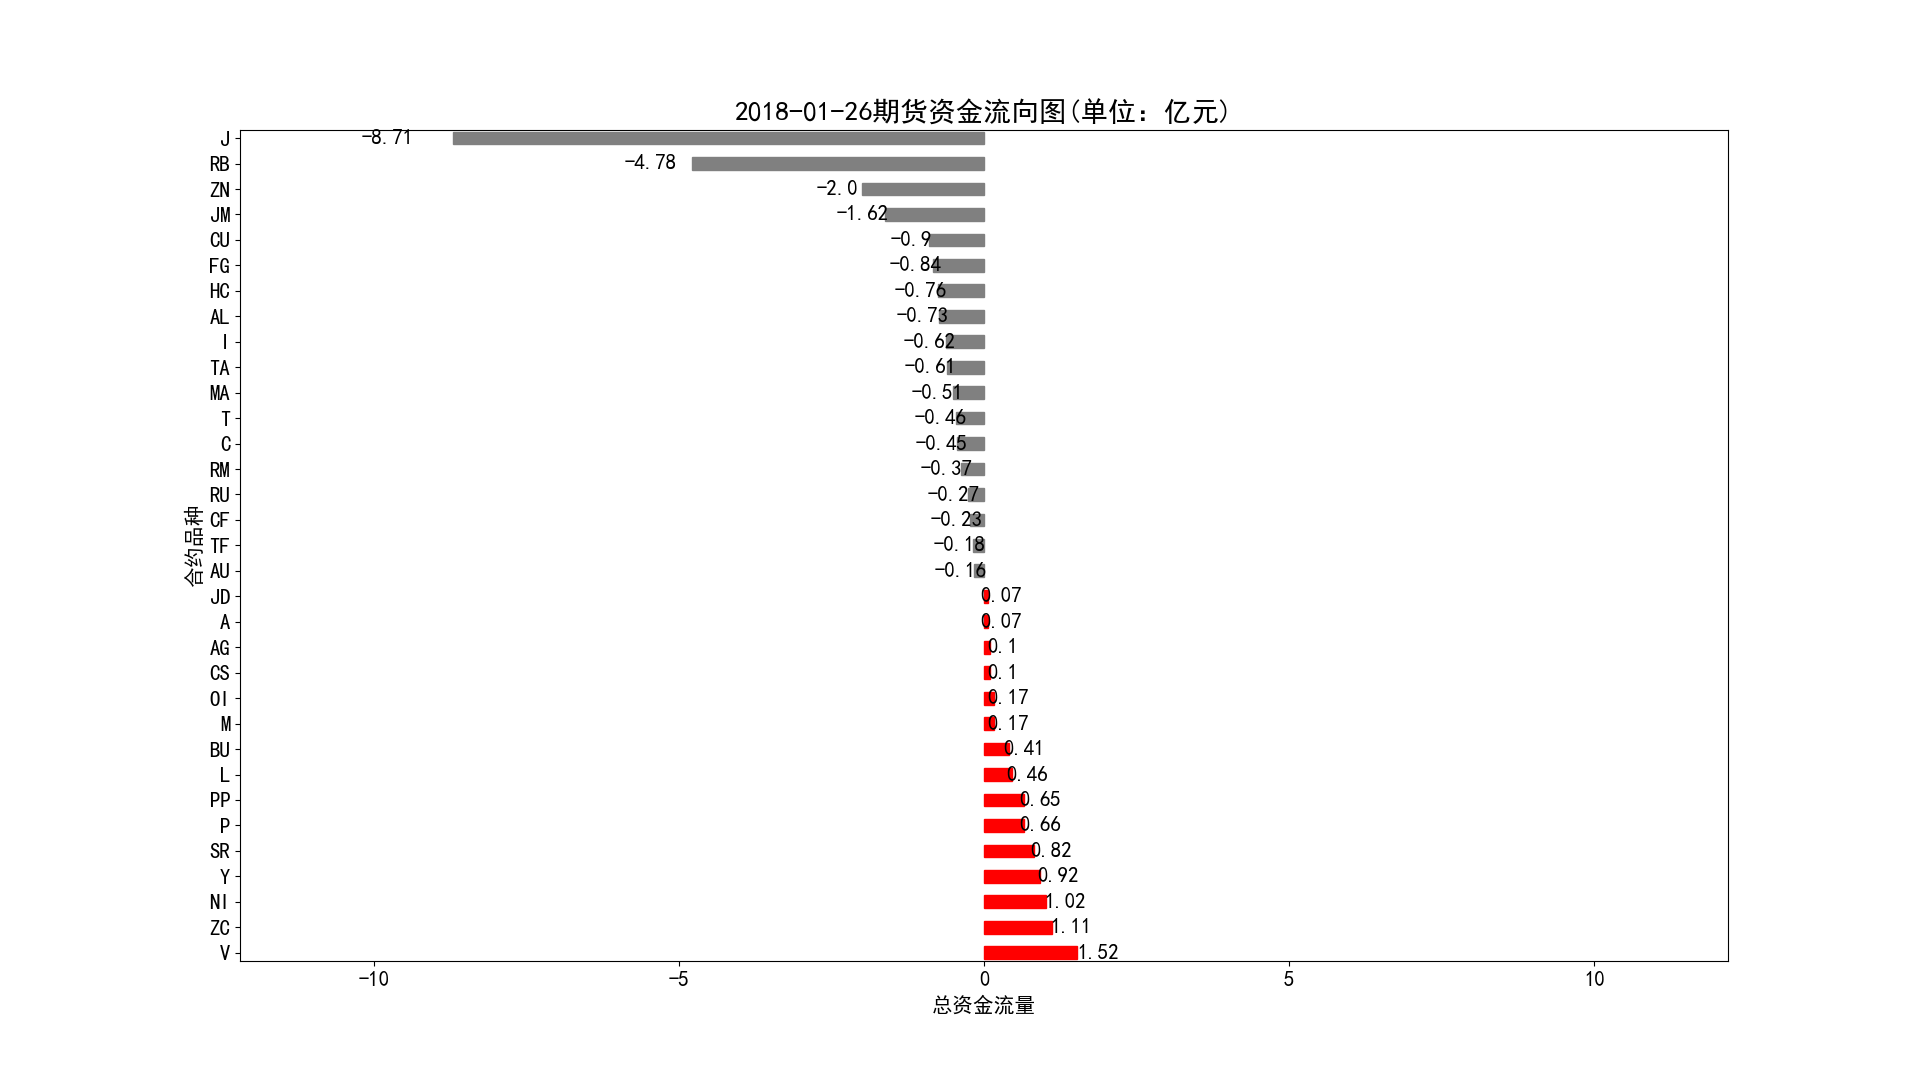 2018-01-26期货资金流向图(单位：亿元)
J -8.71
RB -4.78
ZN -2.0
JM -1.62
CU -0.9
FG -0.84
HC -0.76
AL -0.73
I -0.62
TA -0.61
MA -0.51
T -0.46
C -0.45
RM -0.37
RU -0.27
CF -0.23
TF -0.18
AU -0.16
JD 0.07
A 0.07
AG 0.1
CS 0.1
OI 0.17
M 0.17
BU 0.41
L 0.46
PP 0.65
P 0.66
SR 0.82
Y 0.92
NI 1.02
ZC 1.11
V 1.52
合约品种
-10 -5 0 5 10
总资金流量